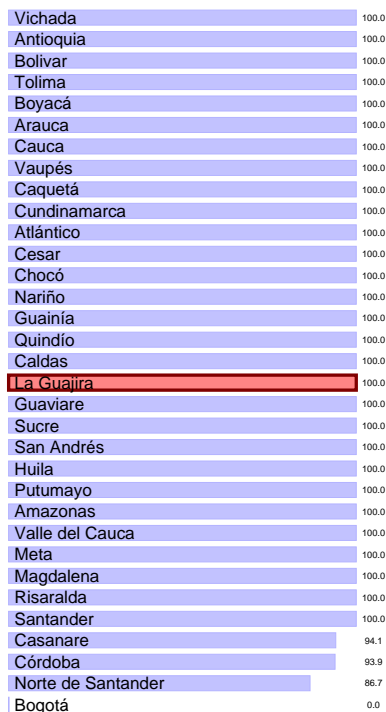 Vichada 100.0
Antioquia 100.0
Bolivar 100.0
Tolima 100.0
Boyacá 100.0
Arauca 100.0
Cauca 100.0
Vaupés 100.0
Caquetá 100.0
Cundinamarca 100.0
Atlántico 100.0
Cesar 100.0
Chocó 100.0
Nariño 100.0
Guainía 100.0
Quindío 100.0
Caldas 100.0
La Guajira 100.0
Guaviare 100.0
Sucre 100.0
San Andrés 100.0
Huila 100.0
Putumayo 100.0
Amazonas 100.0
Valle del Cauca 100.0
Meta 100.0
Magdalena 100.0
Risaralda 100.0
Santander 100.0
Casanare 94.1
Córdoba 93.9
Norte de Santander 86.7
Bogotá 0.0